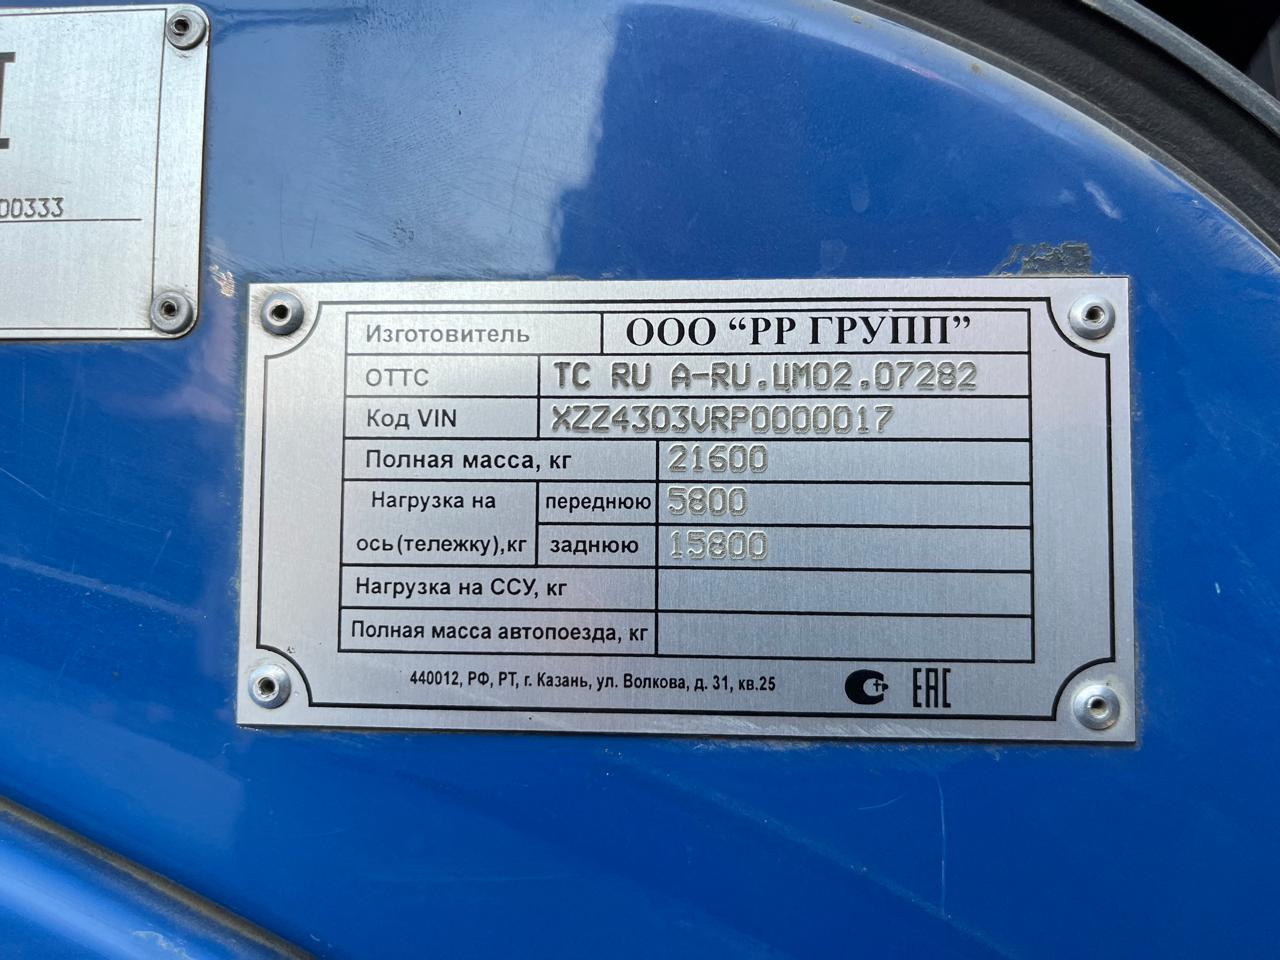 00333
Изготовитель ООО “РР ГРУПП”
ОТТС ТС RU А-RU.ЦМ02.07282
Код VIN XZZ4303VRP0000017
Полная масса, кг 21600
Нагрузка на переднюю 5800
ось(тележку),кг заднюю 15800
Нагрузка на ССУ, кг
Полная масса автопоезда, кг
440012, РФ, РТ, г. Казань, ул. Волкова, д. 31, кв.25 ЕАС